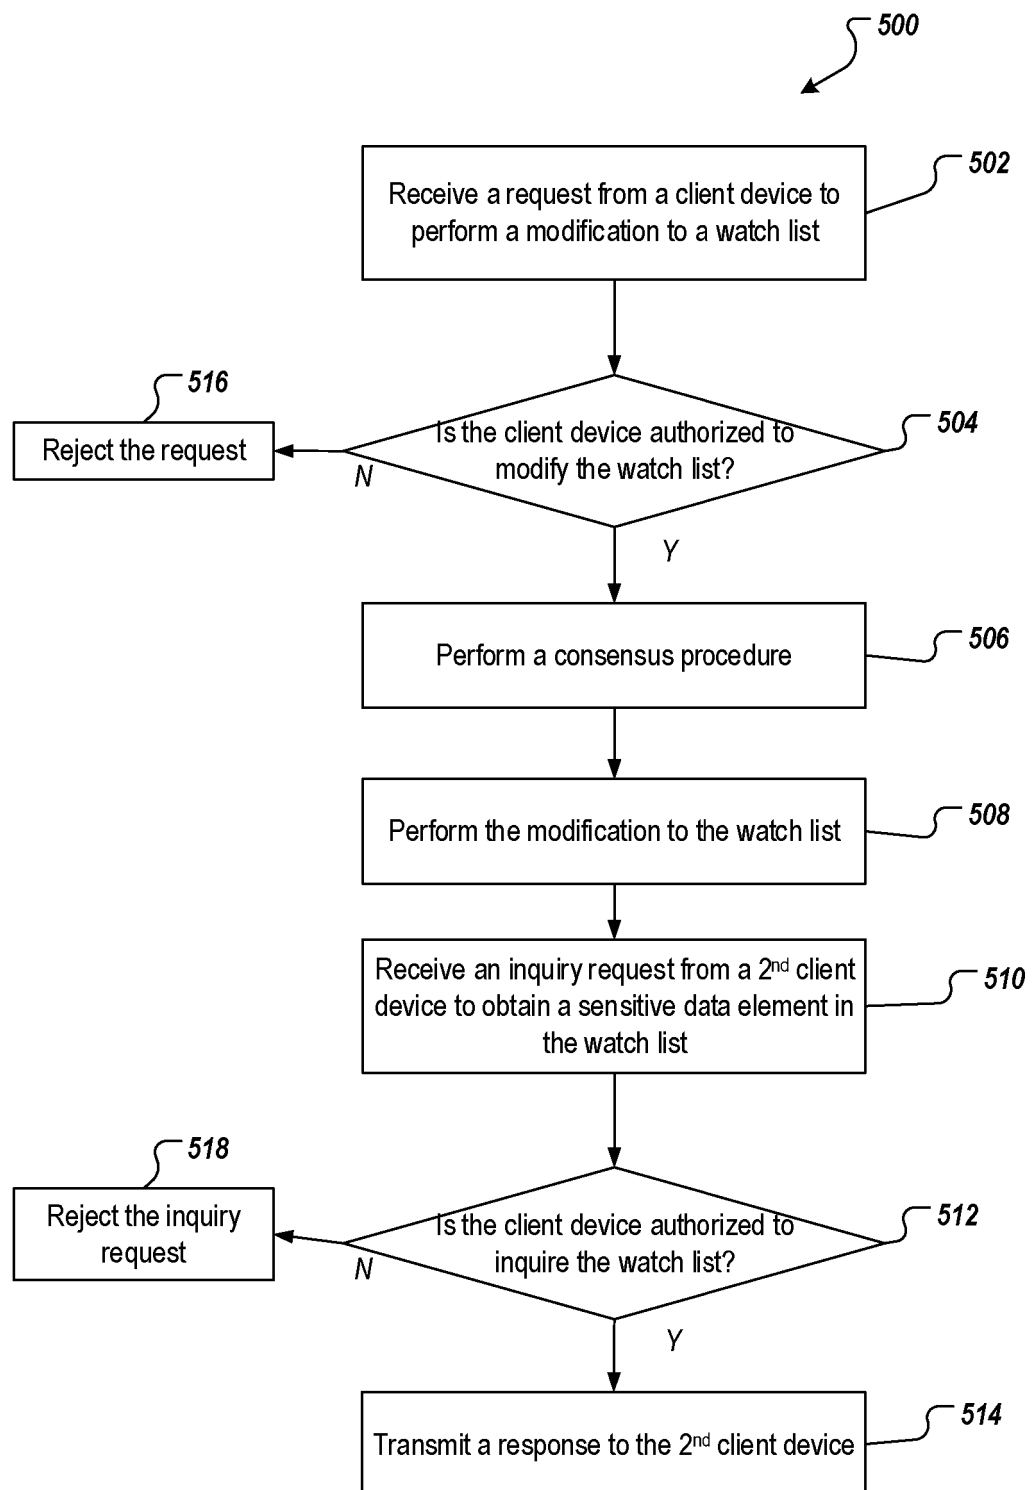 500
502
Receive a request from a client device to
perform a modification to a watch list
516
Reject the request
504
Is the client device authorized to
modify the watch list?
N
Y
506
Perform a consensus procedure
508
Perform the modification to the watch list
510
Receive an inquiry request from a 2nd client
device to obtain a sensitive data element in
the watch list
518
Reject the inquiry
request
512
Is the client device authorized to
inquire the watch list?
N
Y
514
Transmit a response to the 2nd client device